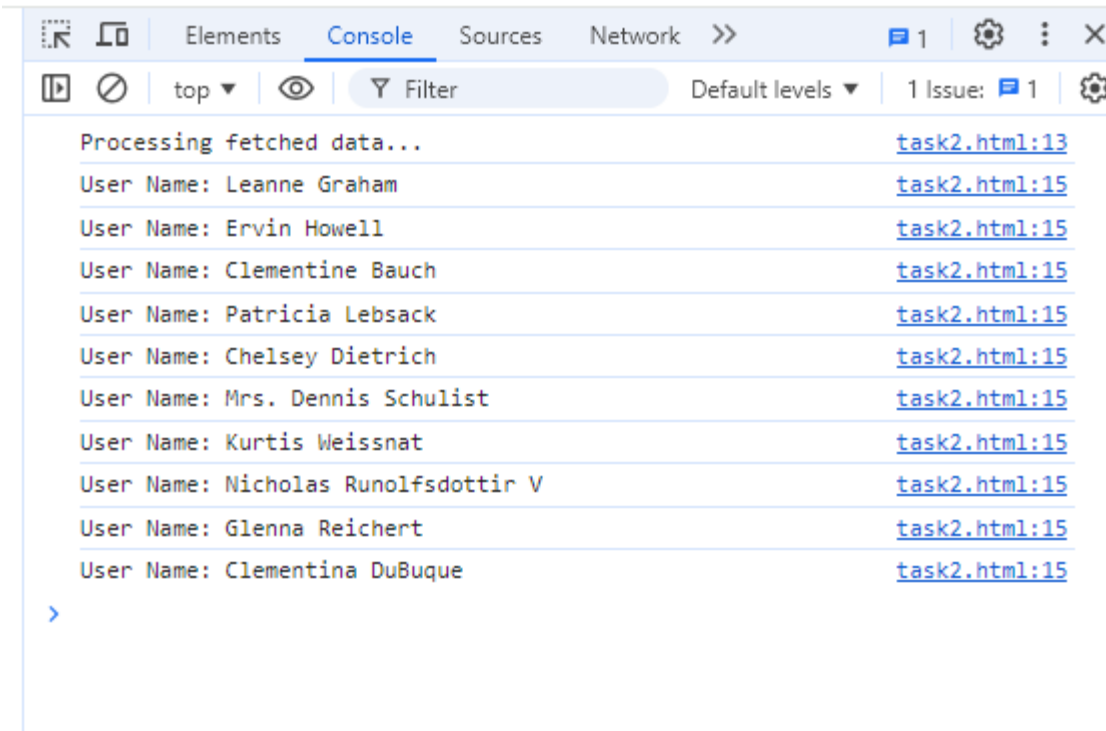 Elements Console Sources Network 1
top Filter Default levels 1 Issue: 1
Processing fetched data... task2.html:13
User Name: Leanne Graham task2.html:15
User Name: Ervin Howell task2.html:15
User Name: Clementine Bauch task2.html:15
User Name: Patricia Lebsack task2.html:15
User Name: Chelsey Dietrich task2.html:15
User Name: Mrs. Dennis Schulist task2.html:15
User Name: Kurtis Weissnat task2.html:15
User Name: Nicholas Runolfsdottir V task2.html:15
User Name: Glenna Reichert task2.html:15
User Name: Clementina DuBuque task2.html:15